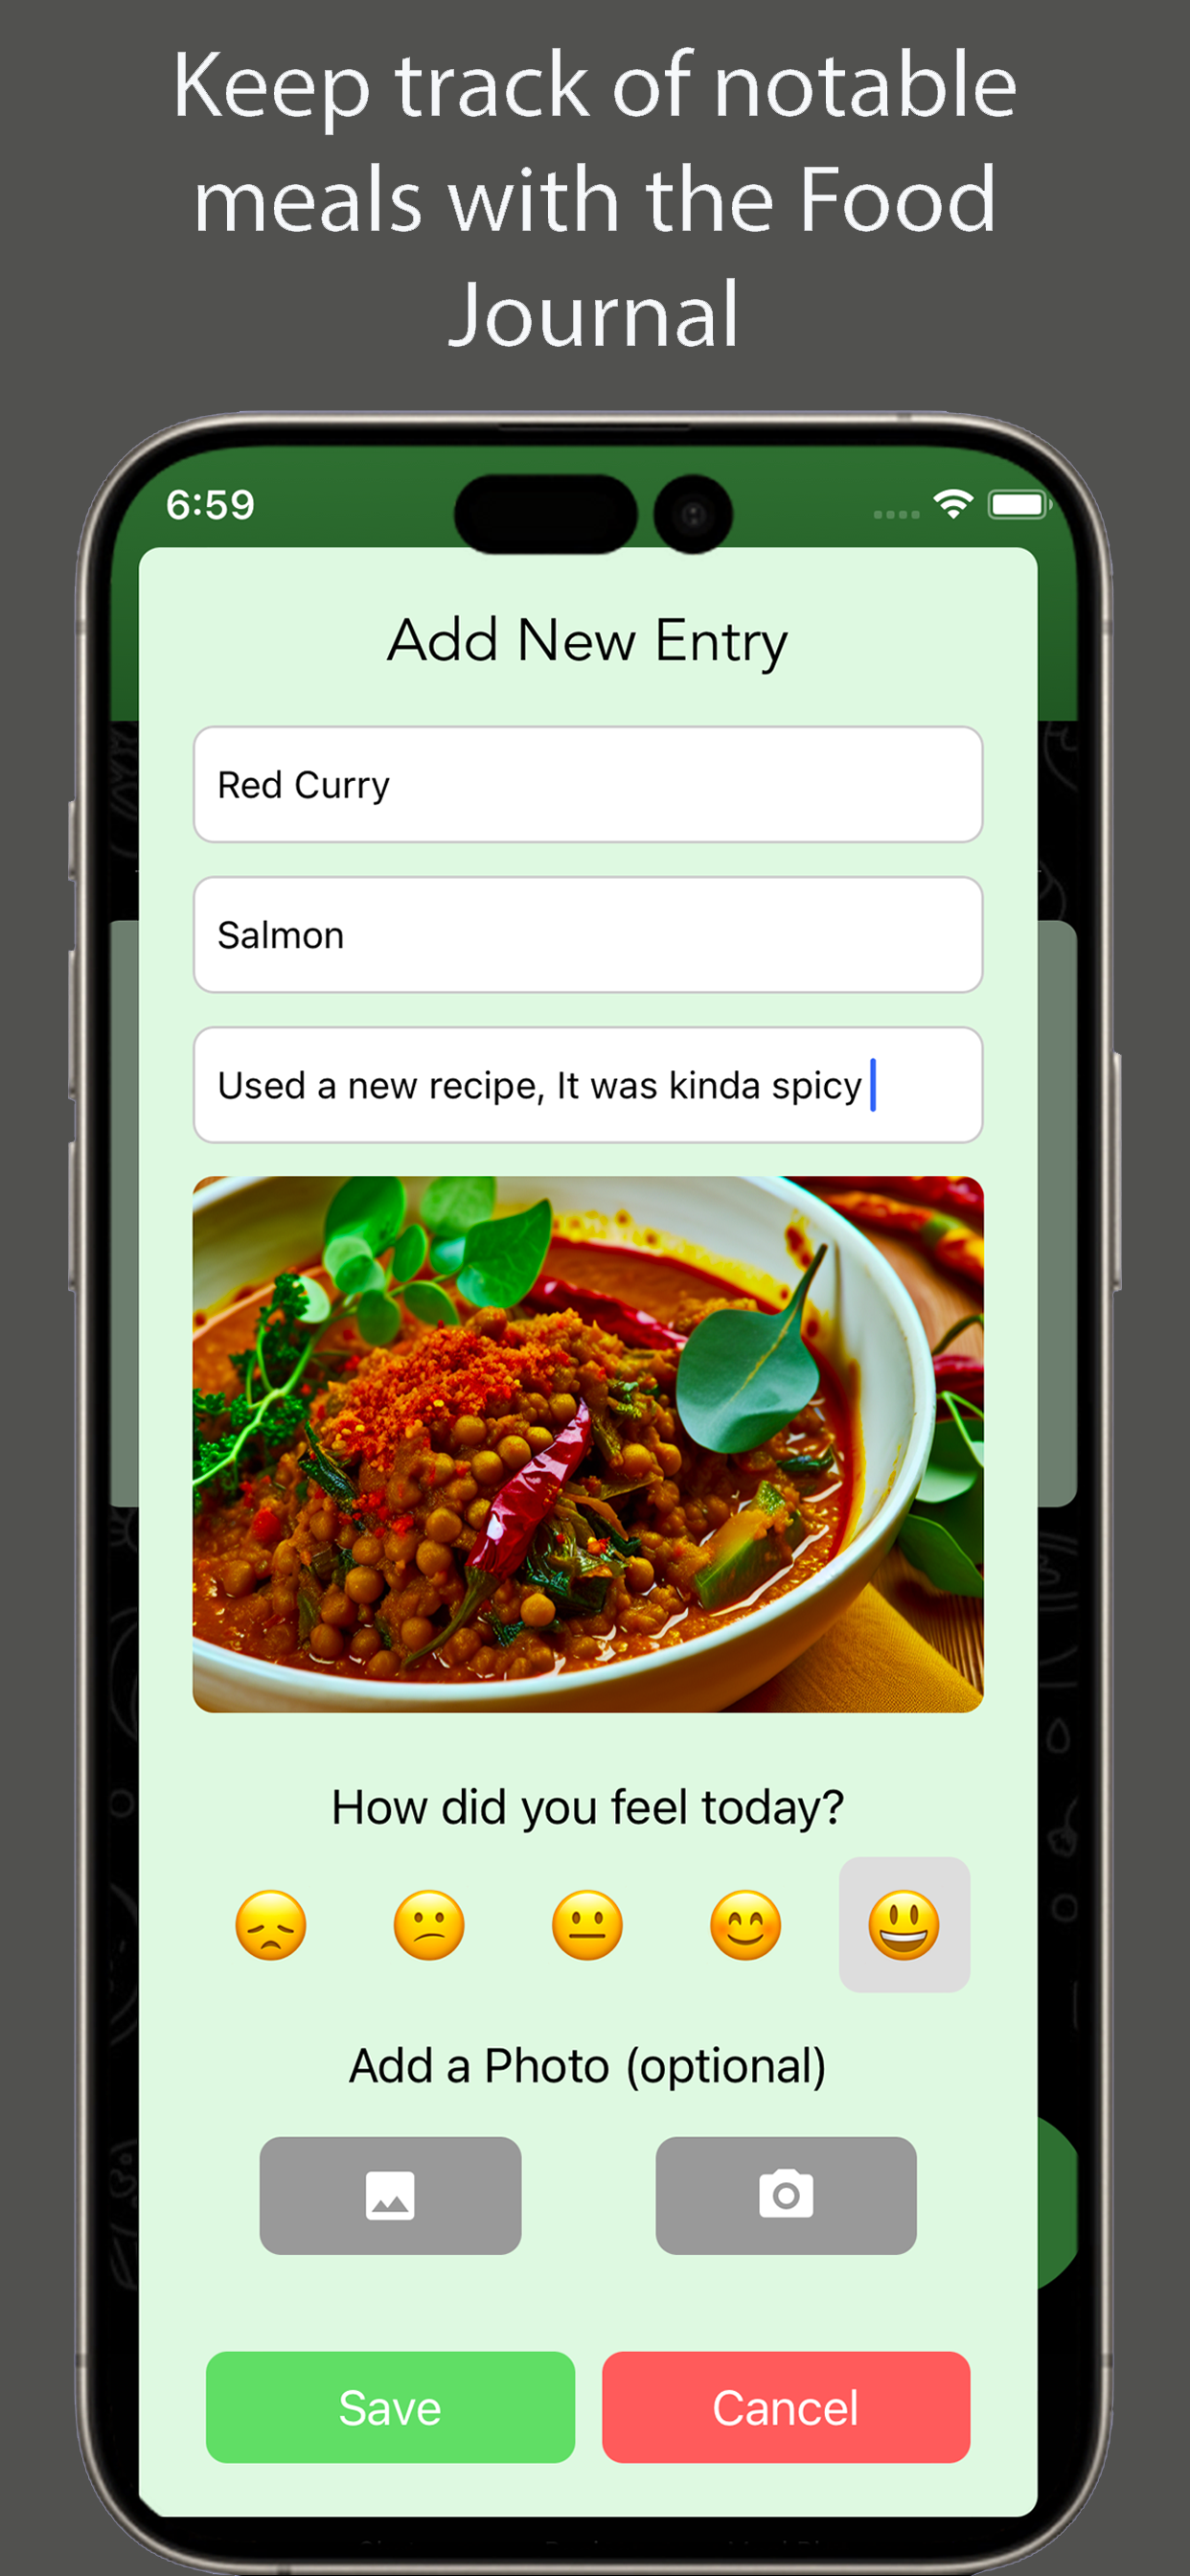 Keep track of notable
meals with the Food
Journal
6:59
Add New Entry
Red Curry
Salmon
Used a new recipe, It was kinda spicy
How did you feel today?
Add a Photo (optional)
Save
Cancel